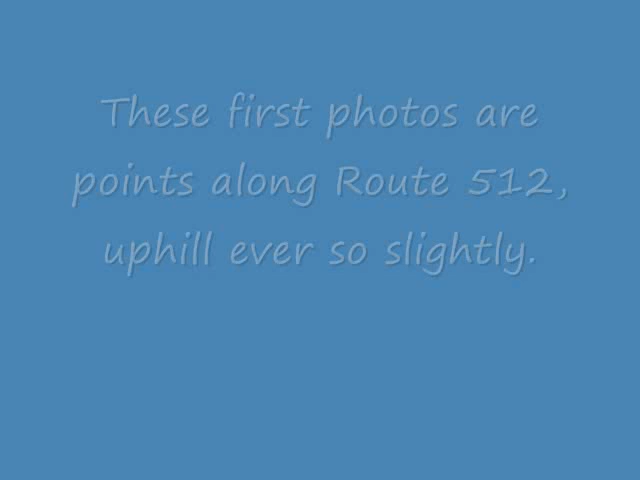 These first photos are
points along Route 512,
uphill ever so slightly.